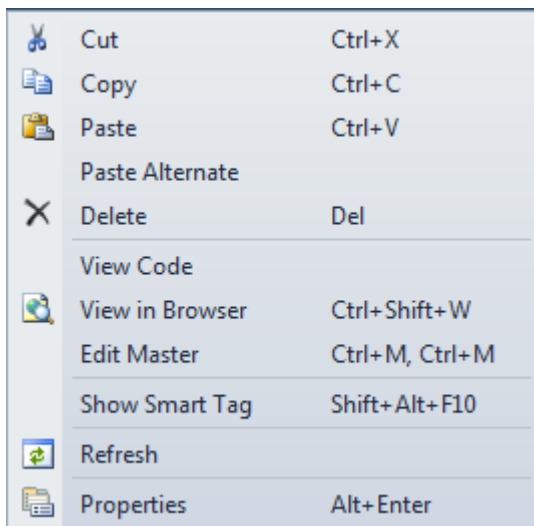 Cut Ctrl+X
Copy Ctrl+C
Paste Ctrl+V
Paste Alternate
Delete Del
View Code
View in Browser Ctrl+Shift+W
Edit Master Ctrl+M, Ctrl+M
Show Smart Tag Shift+Alt+F10
Refresh
Properties Alt+Enter